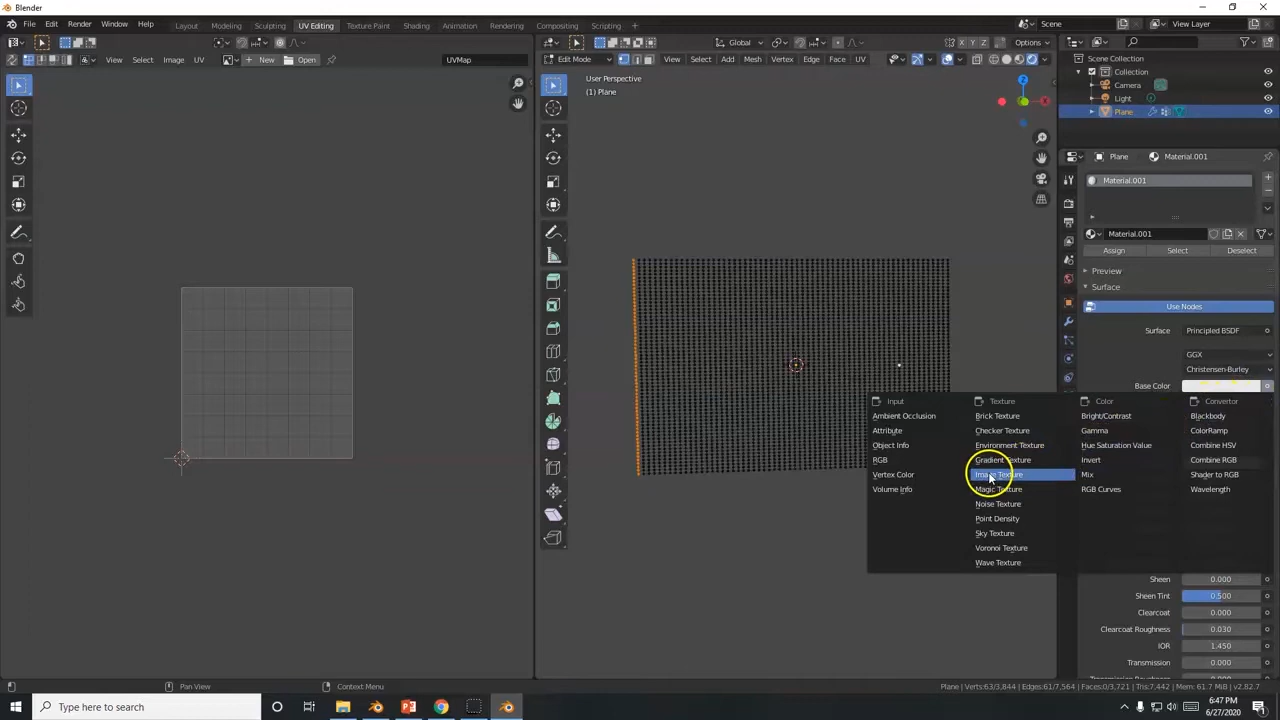 Blender
File Edit Render Window Help Layout Modeling Sculpting UV Editing Texture Paint Shading Animation Rendering Compositing Scripting Scene View Layer
Global X Y Z Options
View Select Image UV New Open UVMap Edit Mode View Select Add Mesh Vertex Edge Face UV
Scene Collection
Collection
Camera
Light
Plane
User Perspective
(1) Plane
Z
X
Plane Material.001
Material.001
Material.001
Assign Select Deselect
Preview
Surface
Use Nodes
Surface Principled BSDF
GGX
Christensen-Burley
Base Color
Input Texture Color Convertor
Ambient Occlusion Brick Texture Bright/Contrast Blackbody
Attribute Checker Texture Gamma ColorRamp
Object Info Environment Texture Hue Saturation Value Combine HSV
RGB Gradient Texture Invert Combine RGB
Vertex Color Image Texture Mix Shader to RGB
Volume Info Magic Texture RGB Curves Wavelength
Noise Texture
Point Density
Sky Texture
Voronoi Texture
Wave Texture
Sheen 0.000
Sheen Tint 0.500
Clearcoat 0.000
Clearcoat Roughness 0.030
IOR 1.450
Transmission 0.000
Pan View Context Menu Plane | Verts:63/3,844 | Edges:61/7,564 | Faces:0/3,721 | Tris:7,442 | Mem: 61.7 MiB | v2.82.7
Type here to search
6:47 PM
6/27/2020